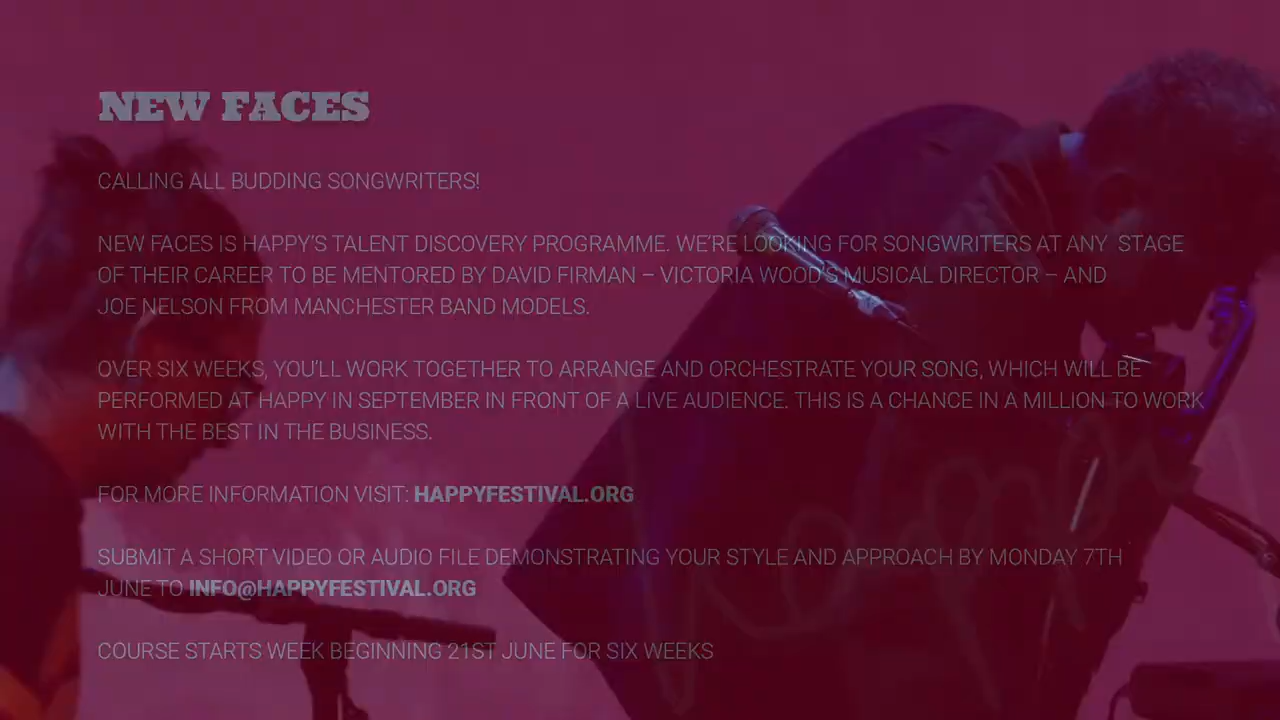 NEW FACES
CALLING ALL BUDDING SONGWRITERS!
NEW FACES IS HAPPY'S TALENT DISCOVERY PROGRAMME. WE'RE LOOKING FOR SONGWRITERS AT ANY STAGE
OF THEIR CAREER TO BE MENTORED BY DAVID FIRMAN – VICTORIA WOOD'S MUSICAL DIRECTOR – AND
JOE NELSON FROM MANCHESTER BAND MODELS.
OVER SIX WEEKS, YOU'LL WORK TOGETHER TO ARRANGE AND ORCHESTRATE YOUR SONG, WHICH WILL BE
PERFORMED AT HAPPY IN SEPTEMBER IN FRONT OF A LIVE AUDIENCE. THIS IS A CHANCE IN A MILLION TO WORK
WITH THE BEST IN THE BUSINESS.
FOR MORE INFORMATION VISIT: HAPPYFESTIVAL.ORG
SUBMIT A SHORT VIDEO OR AUDIO FILE DEMONSTRATING YOUR STYLE AND APPROACH BY MONDAY 7TH
JUNE TO INFO@HAPPYFESTIVAL.ORG
COURSE STARTS WEEK BEGINNING 21ST JUNE FOR SIX WEEKS